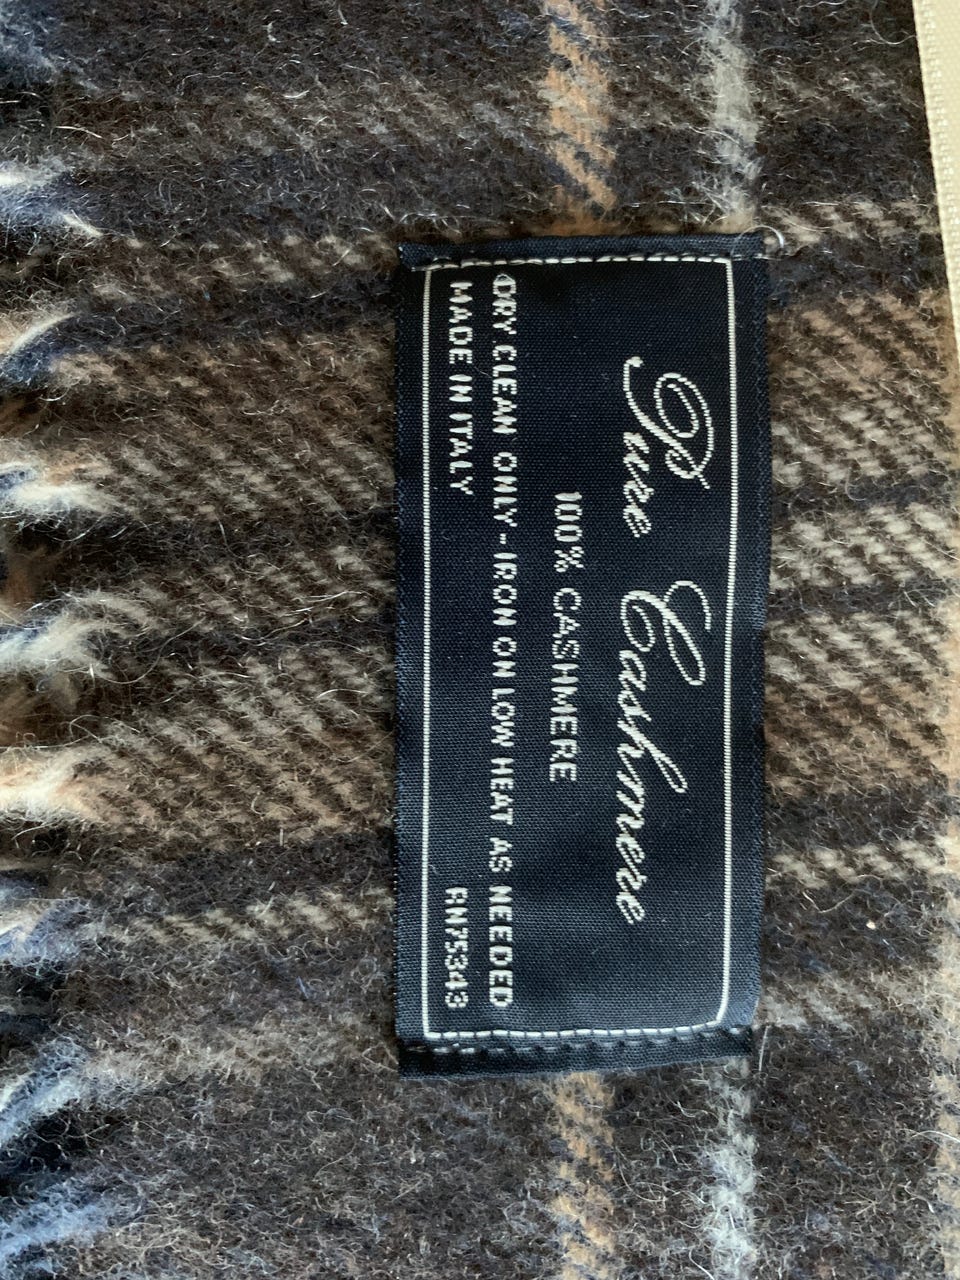 Pure Cashmere
100% CASHMERE
DRY CLEAN ONLY - IRON ON LOW HEAT AS NEEDED
MADE IN ITALY RN75343